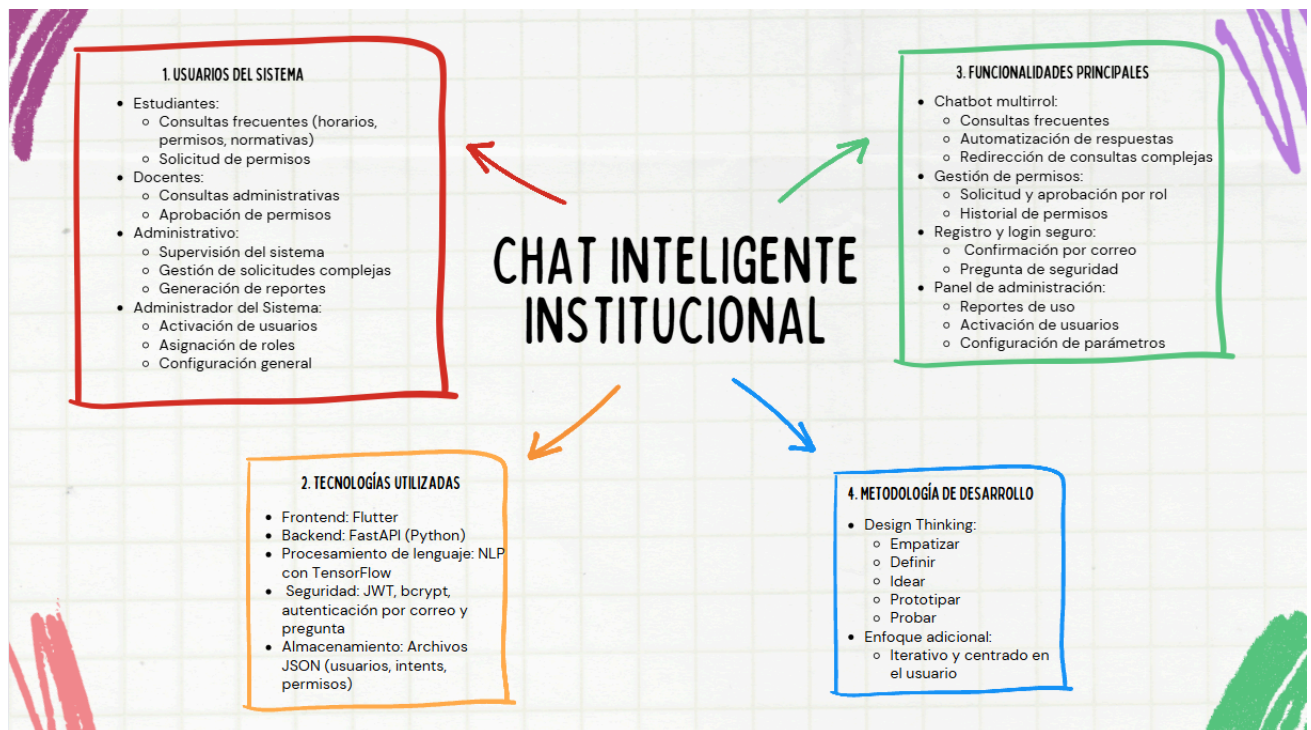 CHAT INTELIGENTE
INSTITUCIONAL
1. USUARIOS DEL SISTEMA
• Estudiantes:
○ Consultas frecuentes (horarios,
permisos, normativas)
○ Solicitud de permisos
• Docentes:
○ Consultas administrativas
○ Aprobación de permisos
• Administrativo:
○ Supervisión del sistema
○ Gestión de solicitudes complejas
○ Generación de reportes
• Administrador del Sistema:
○ Activación de usuarios
○ Asignación de roles
○ Configuración general
2. TECNOLOGÍAS UTILIZADAS
• Frontend: Flutter
• Backend: FastAPI (Python)
• Procesamiento de lenguaje: NLP
con TensorFlow
• Seguridad: JWT, bcrypt,
autenticación por correo y
pregunta
• Almacenamiento: Archivos
JSON (usuarios, intents,
permisos)
3. FUNCIONALIDADES PRINCIPALES
• Chatbot multirrol:
○ Consultas frecuentes
○ Automatización de respuestas
○ Redirección de consultas complejas
• Gestión de permisos:
○ Solicitud y aprobación por rol
○ Historial de permisos
• Registro y login seguro:
○ Confirmación por correo
○ Pregunta de seguridad
• Panel de administración:
○ Reportes de uso
○ Activación de usuarios
○ Configuración de parámetros
4. METODOLOGÍA DE DESARROLLO
• Design Thinking:
○ Empatizar
○ Definir
○ Idear
○ Prototipar
○ Probar
• Enfoque adicional:
○ Iterativo y centrado en
el usuario